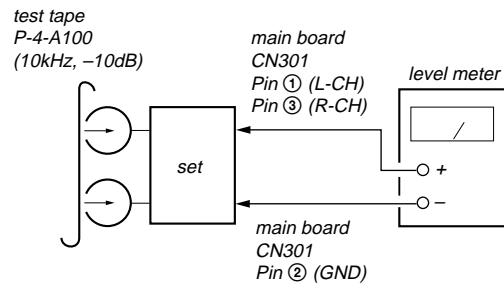 test tape
P-4-A100
(10kHz, –10dB)
main board
CN301
Pin ① (L-CH)
Pin ③ (R-CH)
level meter
set
+
–
main board
CN301
Pin ② (GND)